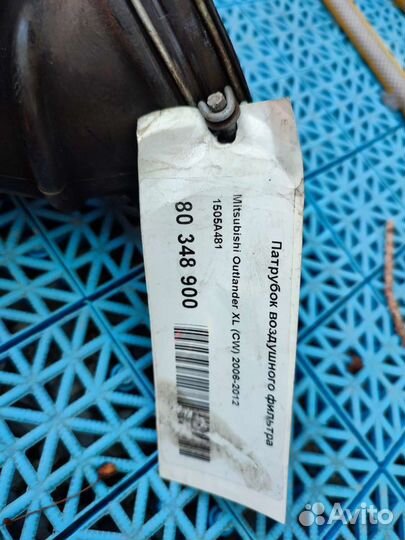 Патрубок воздушного фильтра
Mitsubishi Outlander XL (CW) 2006-2012
1505A481
80 348 900
Avito